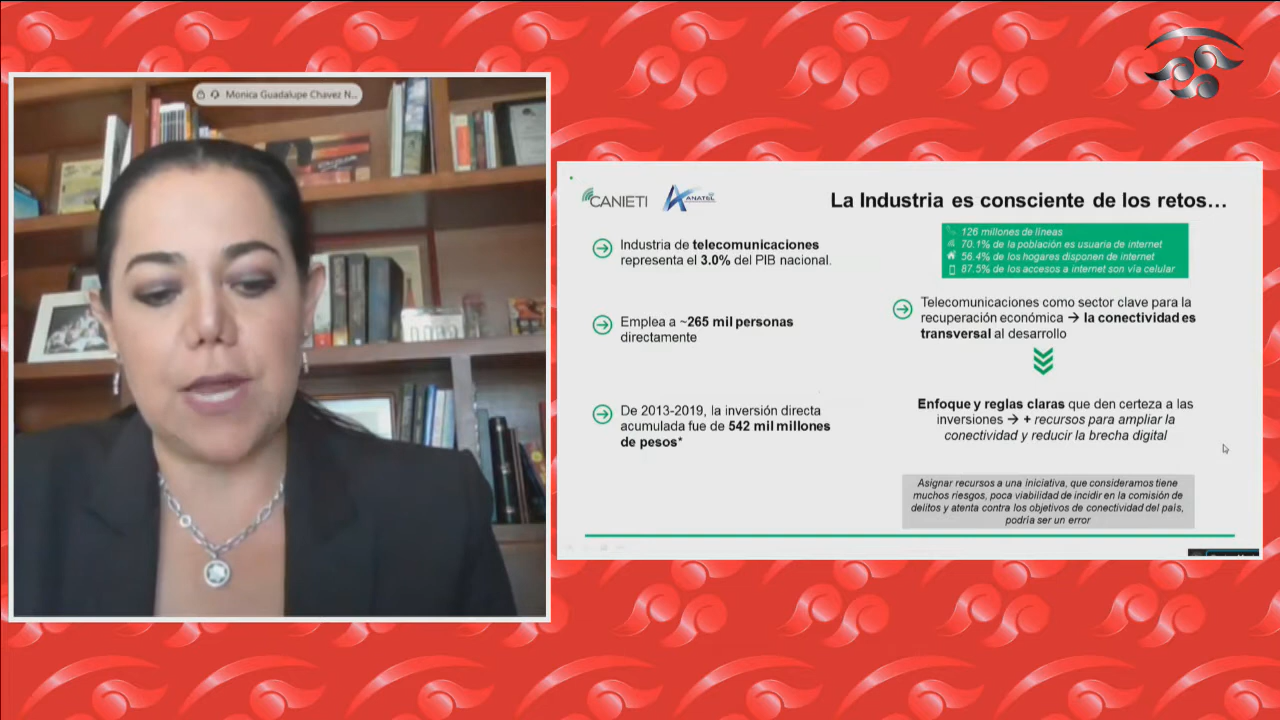 Monica Guadalupe Chavez N...
CANIETI
ANATEL
La Industria es consciente de los retos…
Industria de telecomunicaciones
representa el 3.0% del PIB nacional.
Emplea a ~265 mil personas
directamente
De 2013-2019, la inversión directa
acumulada fue de 542 mil millones
de pesos*
126 millones de líneas
70.1% de la población es usuaria de internet
56.4% de los hogares disponen de internet
87.5% de los accesos a internet son vía celular
Telecomunicaciones como sector clave para la
recuperación económica → la conectividad es
transversal al desarrollo
Enfoque y reglas claras que den certeza a las
inversiones → + recursos para ampliar la
conectividad y reducir la brecha digital
Asignar recursos a una iniciativa, que consideramos tiene
muchos riesgos, poca viabilidad de incidir en la comisión de
delitos y atenta contra los objetivos de conectividad del país,
podría ser un error